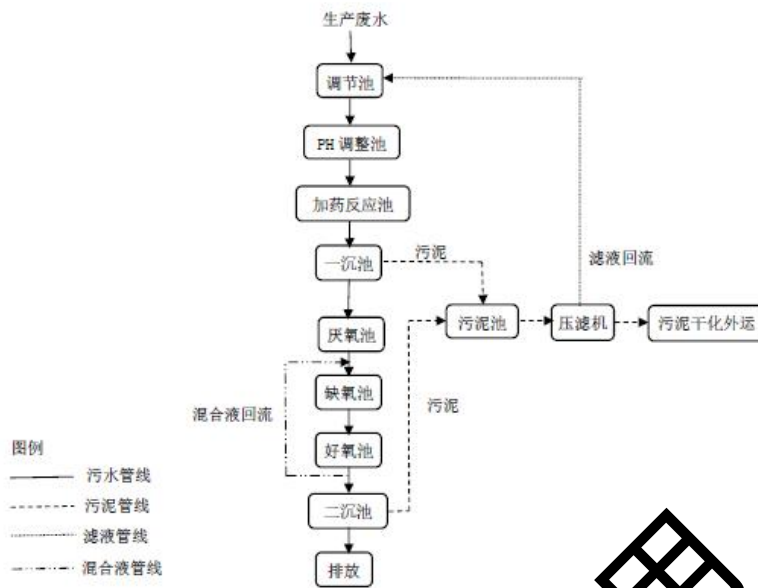 生产废水
调节池
PH 调整池
加药反应池
一沉池
污泥
滤液回流
厌氧池
污泥池
压滤机
污泥干化外运
缺氧池
混合液回流
污泥
好氧池
二沉池
排放
图例
污水管线
污泥管线
滤液管线
混合液管线